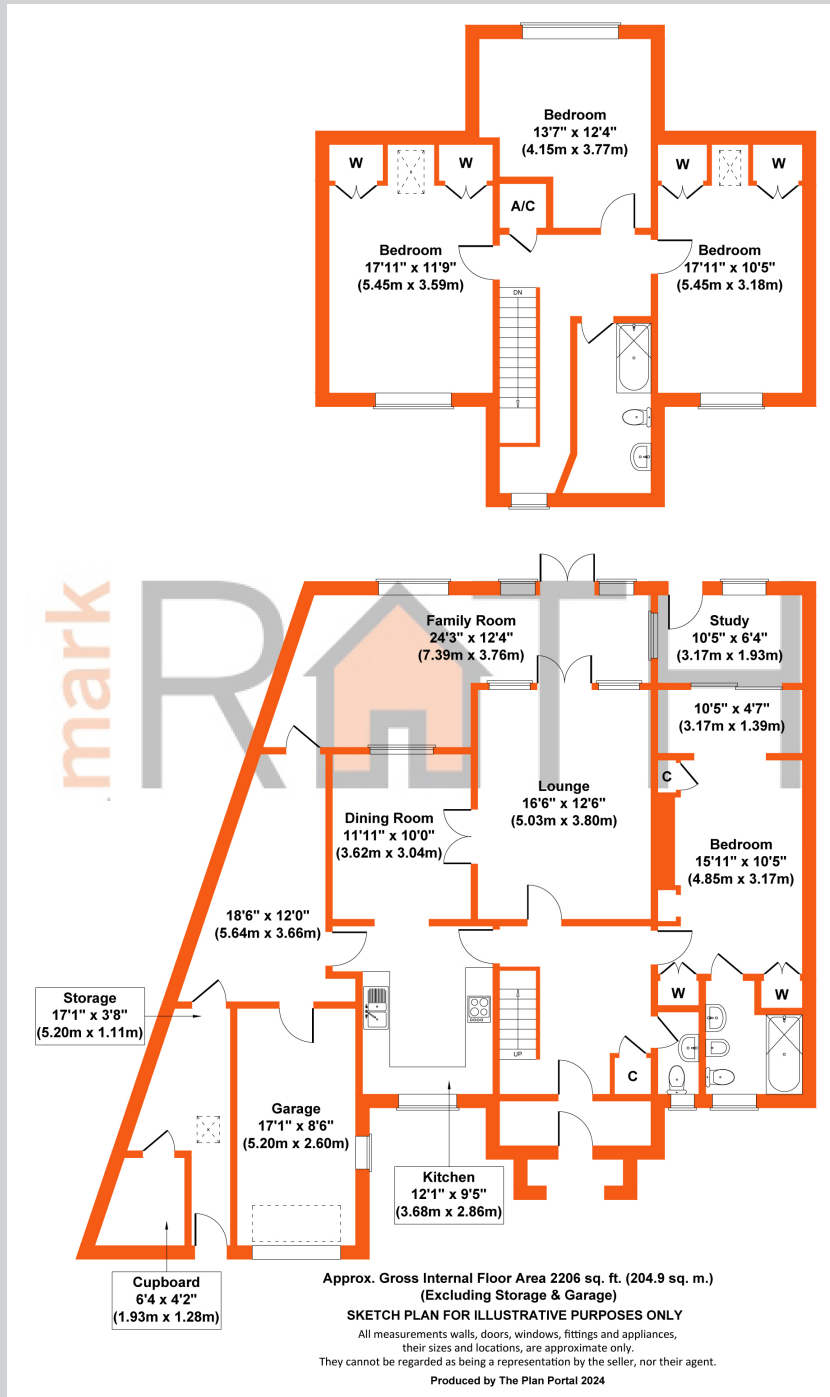 Bedroom
13'7" x 12'4"
(4.15m x 3.77m)
W
W
W
W
A/C
Bedroom
17'11" x 11'9"
(5.45m x 3.59m)
Bedroom
17'11" x 10'5"
(5.45m x 3.18m)
DN
mark
RATTI
Family Room
24'3" x 12'4"
(7.39m x 3.76m)
Study
10'5" x 6'4"
(3.17m x 1.93m)
10'5" x 4'7"
(3.17m x 1.39m)
C
Lounge
16'6" x 12'6"
(5.03m x 3.80m)
Dining Room
11'11" x 10'0"
(3.62m x 3.04m)
Bedroom
15'11" x 10'5"
(4.85m x 3.17m)
18'6" x 12'0"
(5.64m x 3.66m)
Storage
17'1" x 3'8"
(5.20m x 1.11m)
W
W
UP
C
Garage
17'1" x 8'6"
(5.20m x 2.60m)
Kitchen
12'1" x 9'5"
(3.68m x 2.86m)
Cupboard
6'4 x 4'2"
(1.93m x 1.28m)
Approx. Gross Internal Floor Area 2206 sq. ft. (204.9 sq. m.)
(Excluding Storage & Garage)
SKETCH PLAN FOR ILLUSTRATIVE PURPOSES ONLY
All measurements walls, doors, windows, fittings and appliances,
their sizes and locations, are approximate only.
They cannot be regarded as being a representation by the seller, nor their agent.
Produced by The Plan Portal 2024